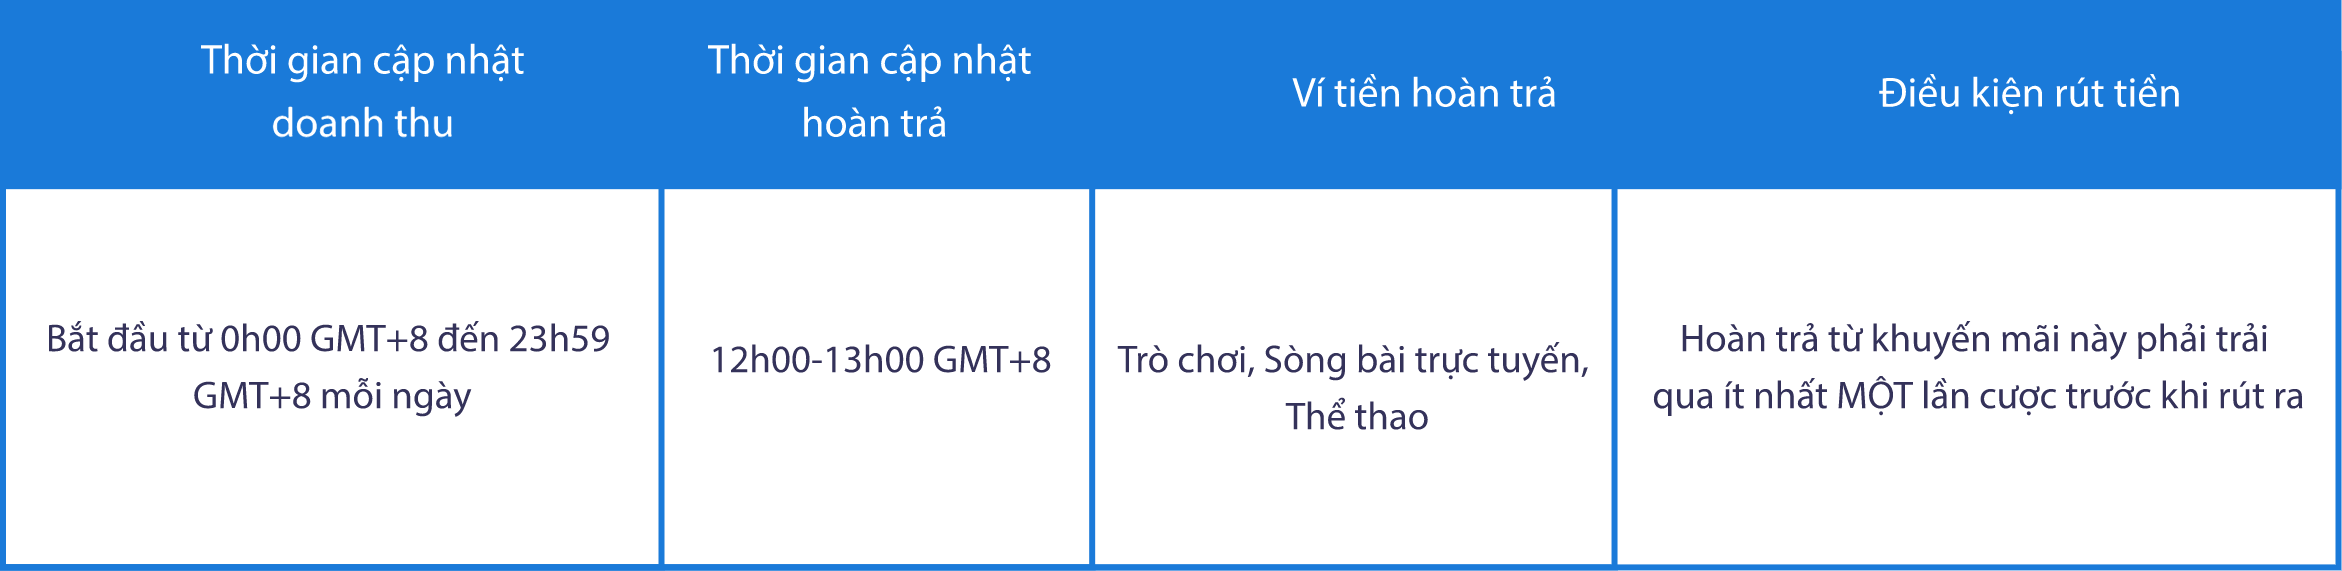 Thời gian cập nhật
doanh thu
Thời gian cập nhật
hoàn trả
Ví tiền hoàn trả
Điều kiện rút tiền
Bắt đầu từ 0h00 GMT+8 đến 23h59
GMT+8 mỗi ngày
12h00-13h00 GMT+8
Trò chơi, Sòng bài trực tuyến,
Thể thao
Hoàn trả từ khuyến mãi này phải trải
qua ít nhất MỘT lần cược trước khi rút ra